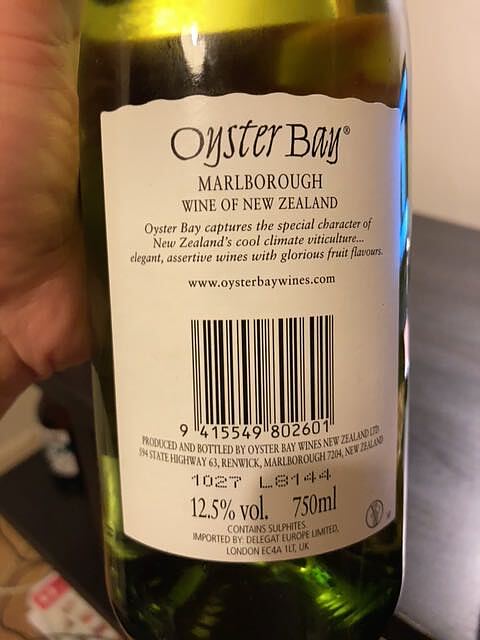 Oyster Bay®
MARLBOROUGH
WINE OF NEW ZEALAND
Oyster Bay captures the special character of
New Zealand's cool climate viticulture...
elegant, assertive wines with glorious fruit flavours.
www.oysterbaywines.com
9 415549 802601
PRODUCED AND BOTTLED BY OYSTER BAY WINES NEW ZEALAND LTD,
594 STATE HIGHWAY 63, RENWICK, MARLBOROUGH 7204, NEW ZEALAND
1027 L8144
12.5% vol. 750ml
CONTAINS SULPHITES
IMPORTED BY: DELEGAT EUROPE LIMITED,
LONDON EC4A 1LT, UK